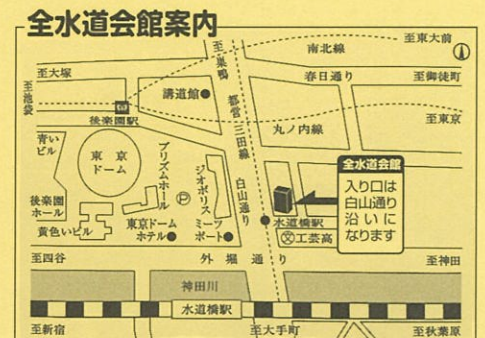 全水道会館案内
至東大前
南北線
至巣鴨
至大塚
春日通り
至御徒町
講道館
至池袋
都営三田線
後楽園駅
至東京
丸ノ内線
青いビル
東京ドーム
プリズムホール
ジオポリス
白山通り
全水道会館
入り口は
白山通り
沿いに
なります
P
後楽園ホール
黄色いビル
東京ドームホテル
ミーツポート
水道橋駅
文工芸高
至四谷
外堀通り
至神田
神田川
水道橋駅
至新宿
至大手町
至秋葉原